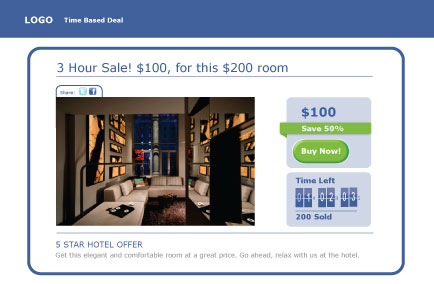 LOGO Time Based Deal
3 Hour Sale! $100, for this $200 room
Share:
$100
Save 50%
Buy Now!
Time Left
01:02:03
200 Sold
5 STAR HOTEL OFFER
Get this elegant and comfortable room at a great price. Go ahead, relax with us at the hotel.